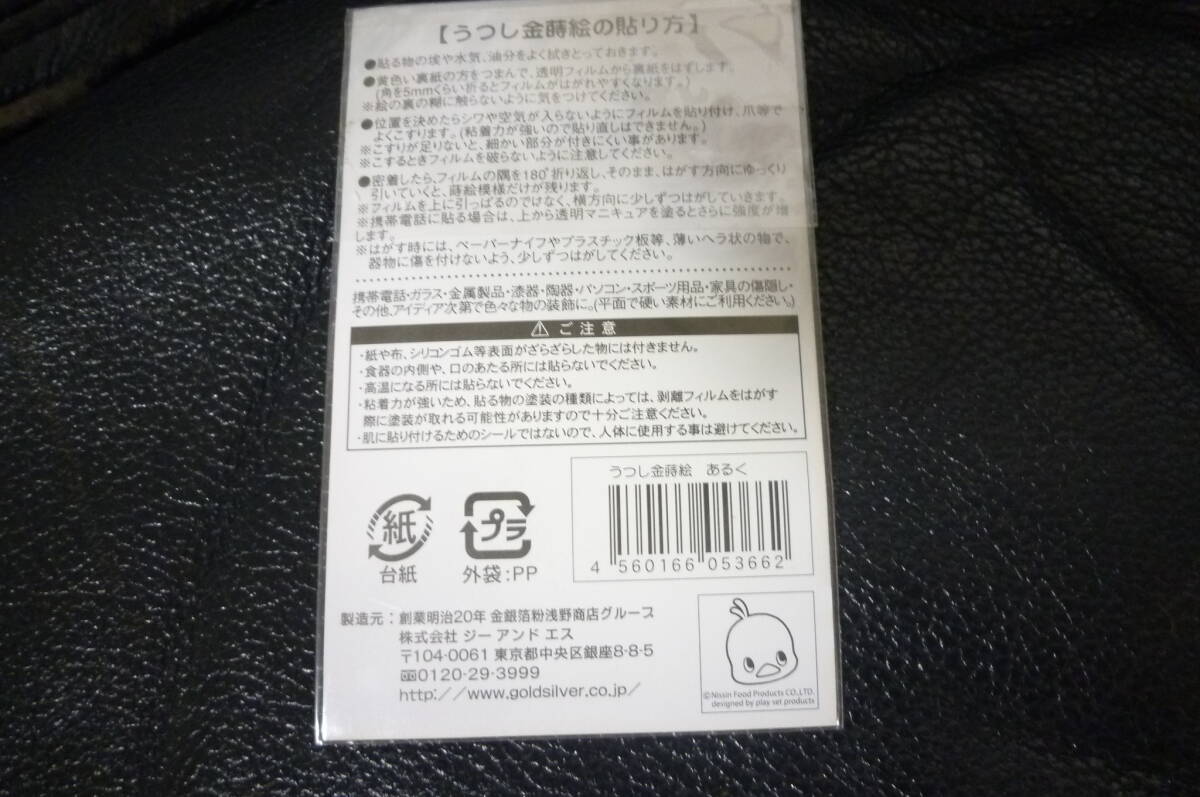 【うつし金蒔絵の貼り方】
●貼る物の埃や水気、油分をよく拭きとっておきます。
●黄色い裏紙の方をつまんで、透明フィルムから裏紙をはずします。
(角を5mmくらい折るとフィルムがはがれやすくなります。)
※絵の裏の糊に触らないように気をつけてください。
●位置を決めたらシワや空気が入らないようにフィルムを貼り付け、爪等で
よくこすります。(粘着力が強いので貼り直しはできません。)
※こすりが足りないと、細かい部分が付きにくい事があります。
※こするときフィルムを破らないように注意してください。
●密着したら、フィルムの隅を180°折り返し、そのまま、はがす方向にゆっくり
引いていくと、蒔絵模様だけが残ります。
※フィルムを上に引っぱるのではなく、横方向に少しずつはがしていきます。
※携帯電話に貼る場合は、上から透明マニキュアを塗るとさらに強度が増
します。
※はがす時には、ペーパーナイフやプラスチック板等、薄いヘラ状の物で、
器物に傷を付けないよう、少しずつはがしてください。
携帯電話・ガラス・金属製品・漆器・陶器・パソコン・スポーツ用品・家具の傷隠し・
その他、アイディア次第で色々な物の装飾に。(平面で硬い素材にご利用ください。)
⚠ ご注意
・紙や布、シリコンゴム等表面がざらざらした物には付きません。
・食器の内側や、口のあたる所には貼らないでください。
・高温になる所には貼らないでください。
・粘着力が強いため、貼る物の塗装の種類によっては、剥離フィルムをはがす
際に塗装が取れる可能性がありますので十分ご注意ください。
・肌に貼り付けるためのシールではないので、人体に使用する事は避けてください。
うつし金蒔絵 あるく
4 560166 053662
紙
台紙
プラ
外袋:PP
製造元:創業明治20年 金銀箔粉浅野商店グループ
株式会社 ジー アンド エス
〒104-0061 東京都中央区銀座8-8-5
0120-29-3999
http://www.goldsilver.co.jp/
©Nissin Food Products CO.,LTD.
designed by play set products